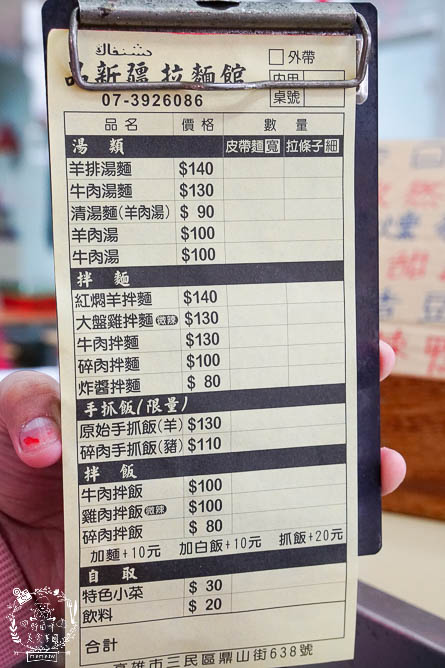 新疆拉麵館
外帶
07-3926086
內用
桌號
品名 價格 數量
湯類 皮帶麵寬 拉條子細
羊排湯麵 $140
牛肉湯麵 $130
清湯麵(羊肉湯) $ 90
羊肉湯 $100
牛肉湯 $100
拌麵
紅燜羊拌麵 $140
大盤雞拌麵 微辣 $130
牛肉拌麵 $130
碎肉拌麵 $100
炸醬拌麵 $ 80
手抓飯(限量)
原始手抓飯(羊) $130
碎肉手抓飯(豬) $110
拌飯
牛肉拌飯 $100
雞肉拌飯 微辣 $100
碎肉拌飯 $ 80
加麵+10元 加白飯+10元 抓飯+20元
自取
特色小菜 $ 30
飲料 $ 20
合計
高雄市三民區鼎山街638號